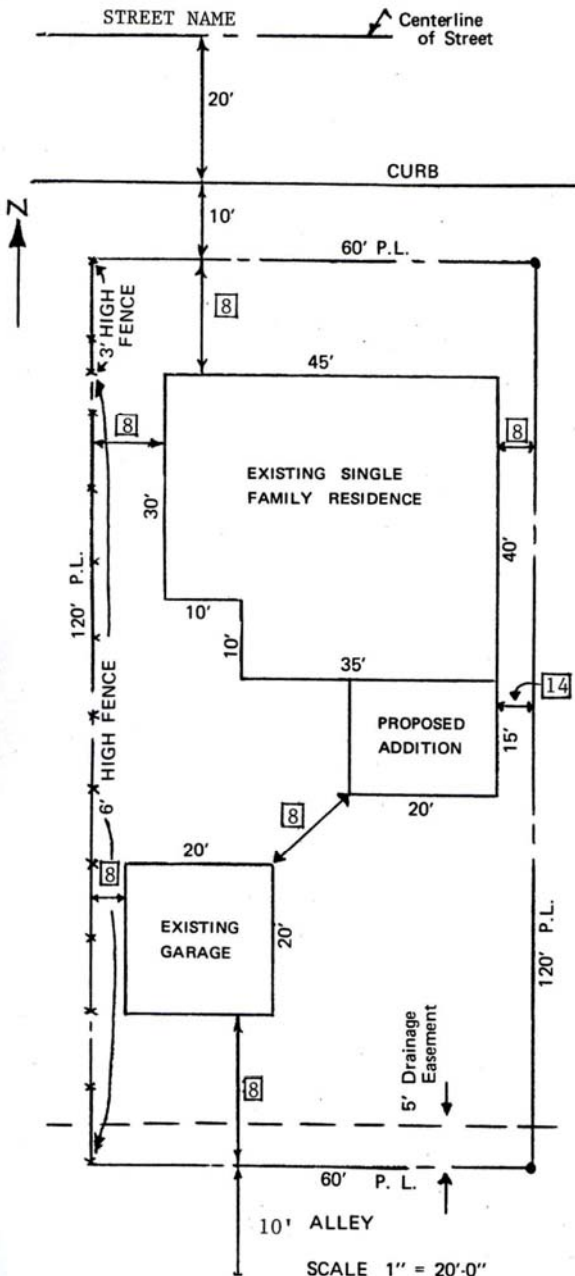 STREET NAME
Centerline
of Street
20'
CURB
Z
10'
60' P.L.
3' HIGH
FENCE
8
45'
8
8
EXISTING SINGLE
FAMILY RESIDENCE
30'
40'
120' P.L.
10'
10'
35'
14
6' HIGH FENCE
PROPOSED
ADDITION
15'
8
20'
20'
8
EXISTING
GARAGE
20'
120' P.L.
5' Drainage
Easement
8
60' P. L.
10' ALLEY
SCALE 1" = 20'-0"